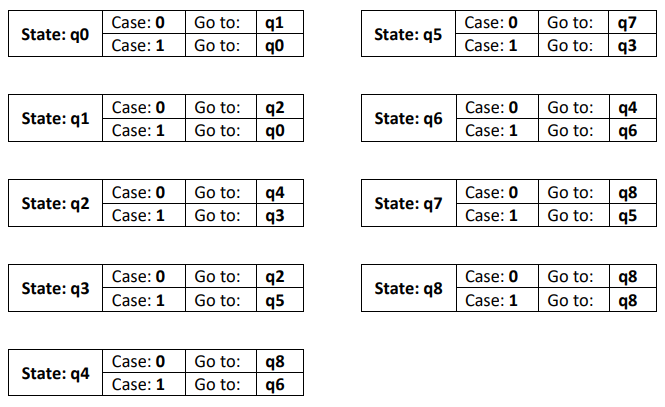 State: q0
Case: 0 Go to: q1
Case: 1 Go to: q0
State: q1
Case: 0 Go to: q2
Case: 1 Go to: q0
State: q2
Case: 0 Go to: q4
Case: 1 Go to: q3
State: q3
Case: 0 Go to: q2
Case: 1 Go to: q5
State: q4
Case: 0 Go to: q8
Case: 1 Go to: q6
State: q5
Case: 0 Go to: q7
Case: 1 Go to: q3
State: q6
Case: 0 Go to: q4
Case: 1 Go to: q6
State: q7
Case: 0 Go to: q8
Case: 1 Go to: q5
State: q8
Case: 0 Go to: q8
Case: 1 Go to: q8